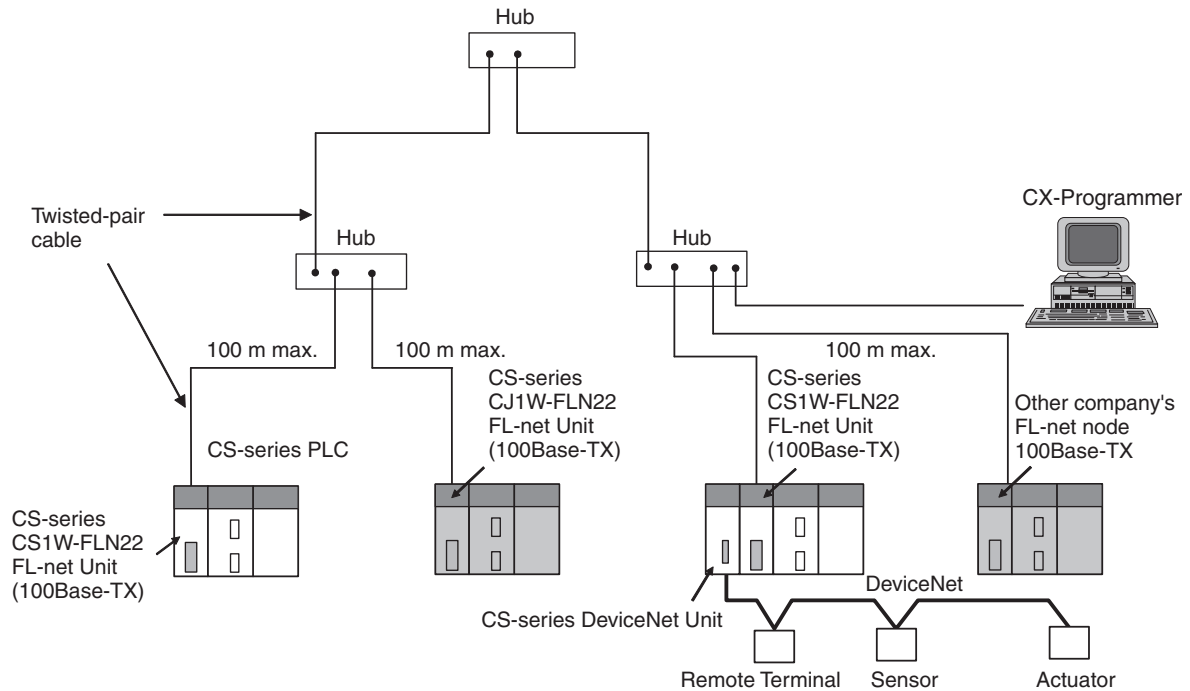 Hub
CX-Programmer
Twisted-pair
cable
Hub
Hub
100 m max.
100 m max.
100 m max.
CS-series
CJ1W-FLN22
FL-net Unit
(100Base-TX)
CS-series
CS1W-FLN22
FL-net Unit
(100Base-TX)
Other company's
FL-net node
100Base-TX
CS-series PLC
CS-series
CS1W-FLN22
FL-net Unit
(100Base-TX)
DeviceNet
CS-series DeviceNet Unit
Remote Terminal
Sensor
Actuator